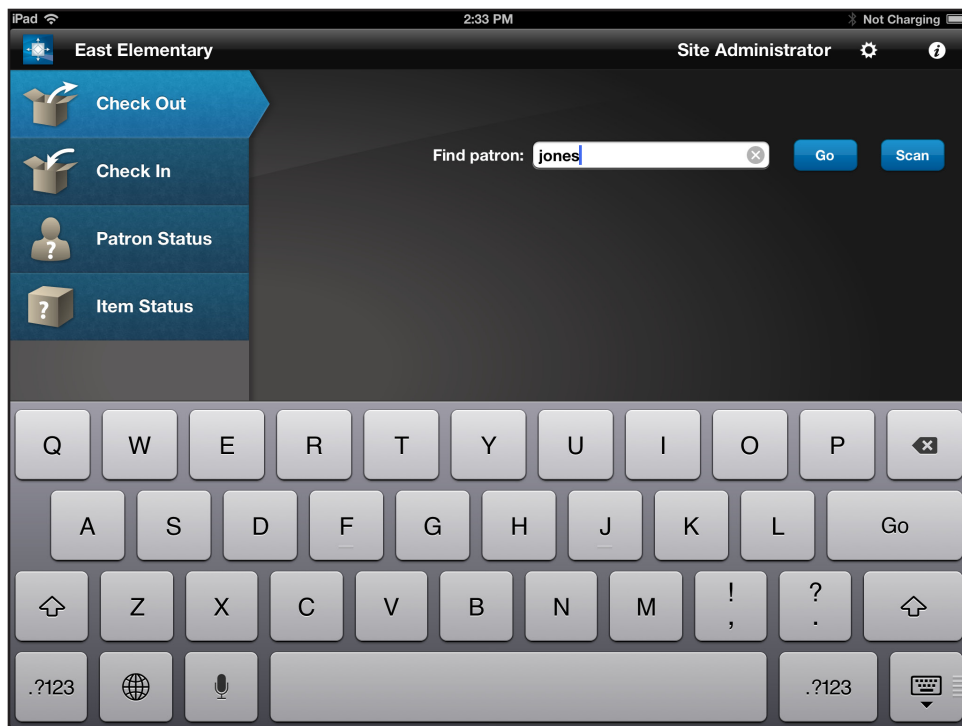 iPad 2:33 PM Not Charging
East Elementary Site Administrator
Check Out
Find patron: jones Go Scan
Check In
Patron Status
? Item Status
Q W E R T Y U I O P
A S D F G H J K L Go
Z X C V B N M ! , ? .
.?123 .?123